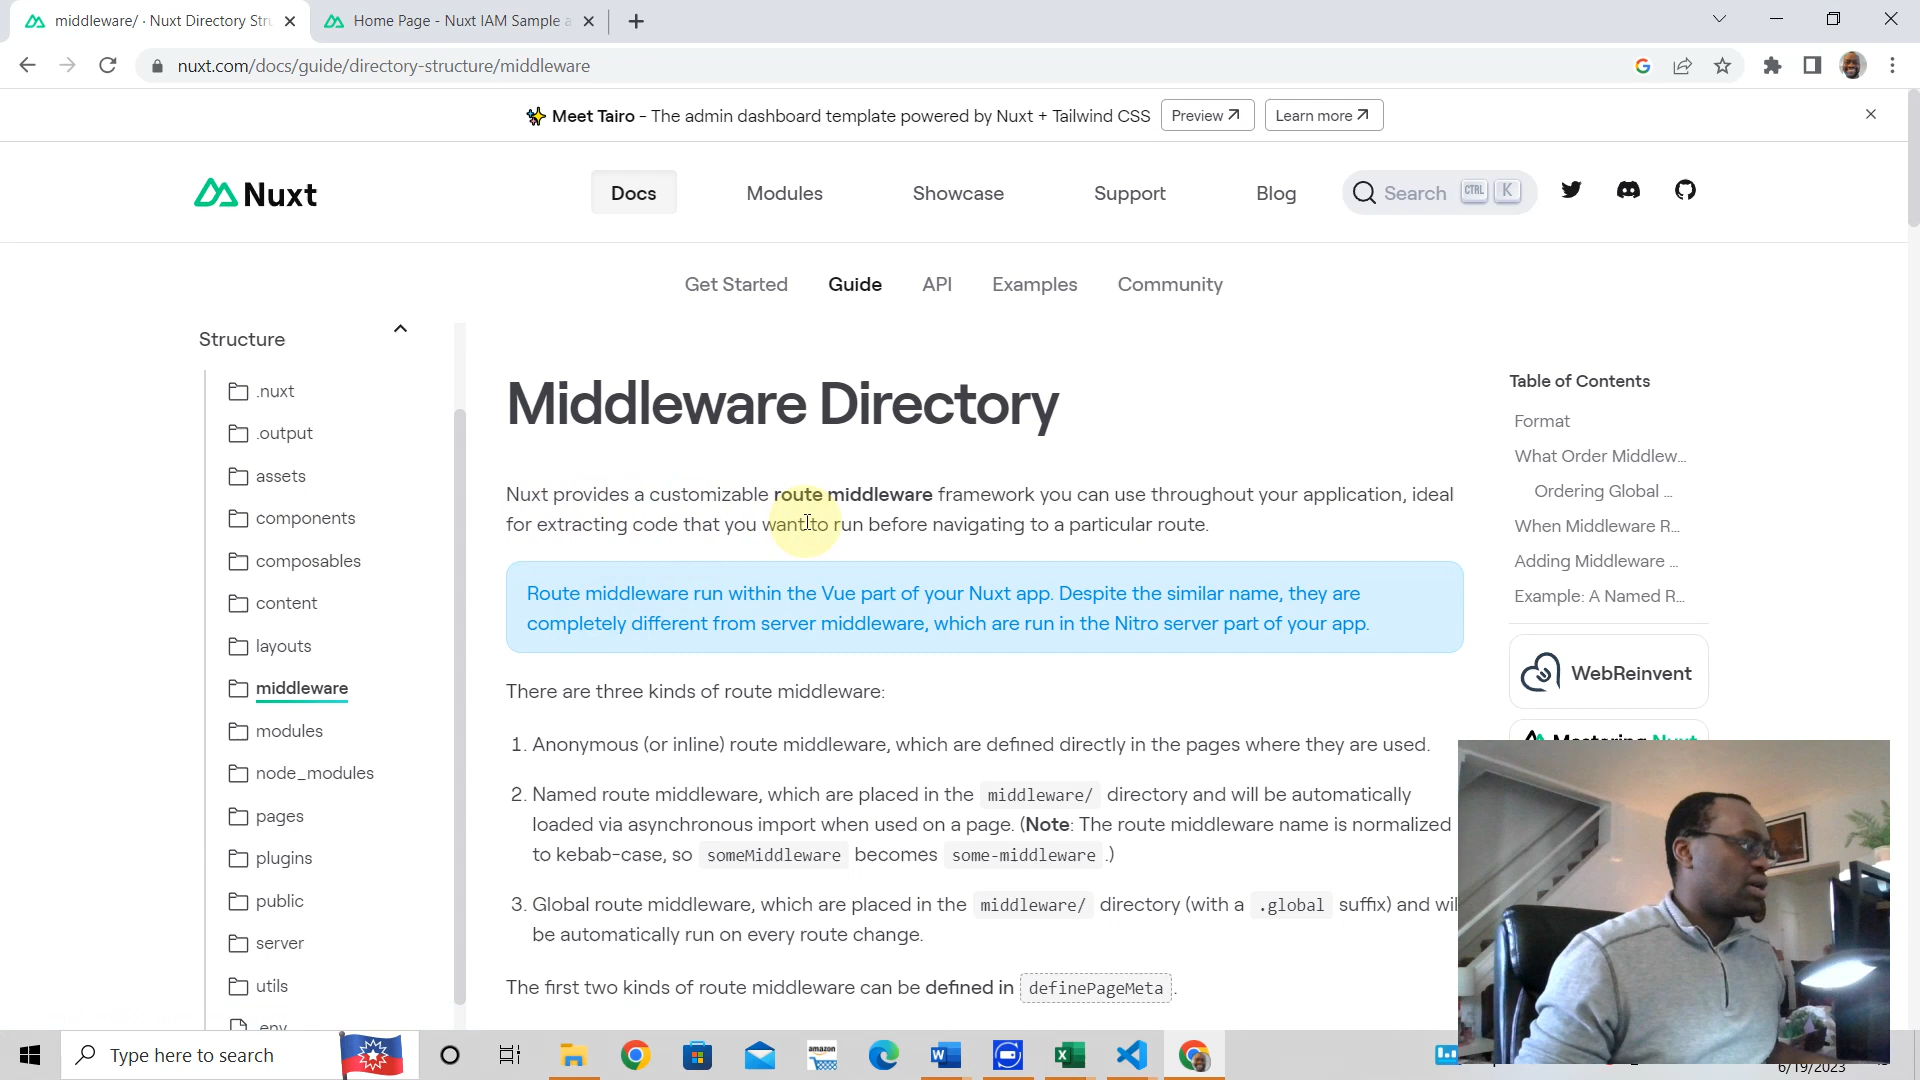 middleware/ · Nuxt Directory Stru
Home Page - Nuxt IAM Sample a
nuxt.com/docs/guide/directory-structure/middleware
Meet Tairo - The admin dashboard template powered by Nuxt + Tailwind CSS
Preview
Learn more
Nuxt
Docs
Modules
Showcase
Support
Blog
Search
CTRL
K
Get Started
Guide
API
Examples
Community
Structure
.nuxt
.output
assets
components
composables
content
layouts
middleware
modules
node_modules
pages
plugins
public
server
utils
.env
Middleware Directory
Nuxt provides a customizable route middleware framework you can use throughout your application, ideal
for extracting code that you want to run before navigating to a particular route.
Route middleware run within the Vue part of your Nuxt app. Despite the similar name, they are
completely different from server middleware, which are run in the Nitro server part of your app.
There are three kinds of route middleware:
1. Anonymous (or inline) route middleware, which are defined directly in the pages where they are used.
2. Named route middleware, which are placed in the middleware/ directory and will be automatically
loaded via asynchronous import when used on a page. (Note: The route middleware name is normalized
to kebab-case, so someMiddleware becomes some-middleware .)
3. Global route middleware, which are placed in the middleware/ directory (with a .global suffix) and wil
be automatically run on every route change.
The first two kinds of route middleware can be defined in definePageMeta .
Table of Contents
Format
What Order Middlew...
Ordering Global ...
When Middleware R...
Adding Middleware ...
Example: A Named R...
WebReinvent
Mastering Nuxt
Type here to search
amazon
6/19/2023